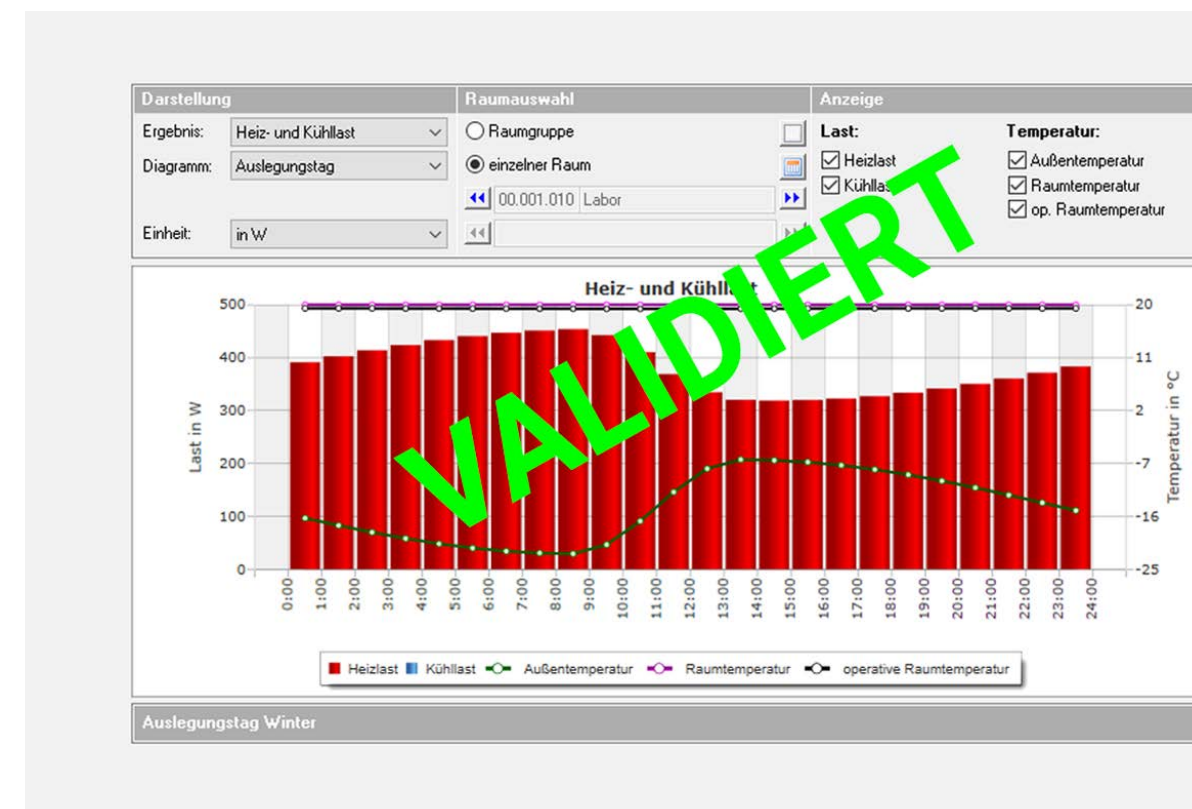 Darstellung
Raumauswahl
Anzeige
Ergebnis:
Heiz- und Kühllast
Raumgruppe
Last:
Temperatur:
Diagramm:
Auslegungstag
einzelner Raum
Heizlast
Außentemperatur
Kühllast
Raumtemperatur
00.001.010
Labor
op. Raumtemperatur
Einheit:
in W
VALIDIERT
Heiz- und Kühllast
500
400
300
200
100
0
Last in W
20
11
2
-7
-16
-25
Temperatur in °C
0:00
1:00
2:00
3:00
4:00
5:00
6:00
7:00
8:00
9:00
10:00
11:00
12:00
13:00
14:00
15:00
16:00
17:00
18:00
19:00
20:00
21:00
22:00
23:00
24:00
Heizlast
Kühllast
Außentemperatur
Raumtemperatur
operative Raumtemperatur
Auslegungstag Winter